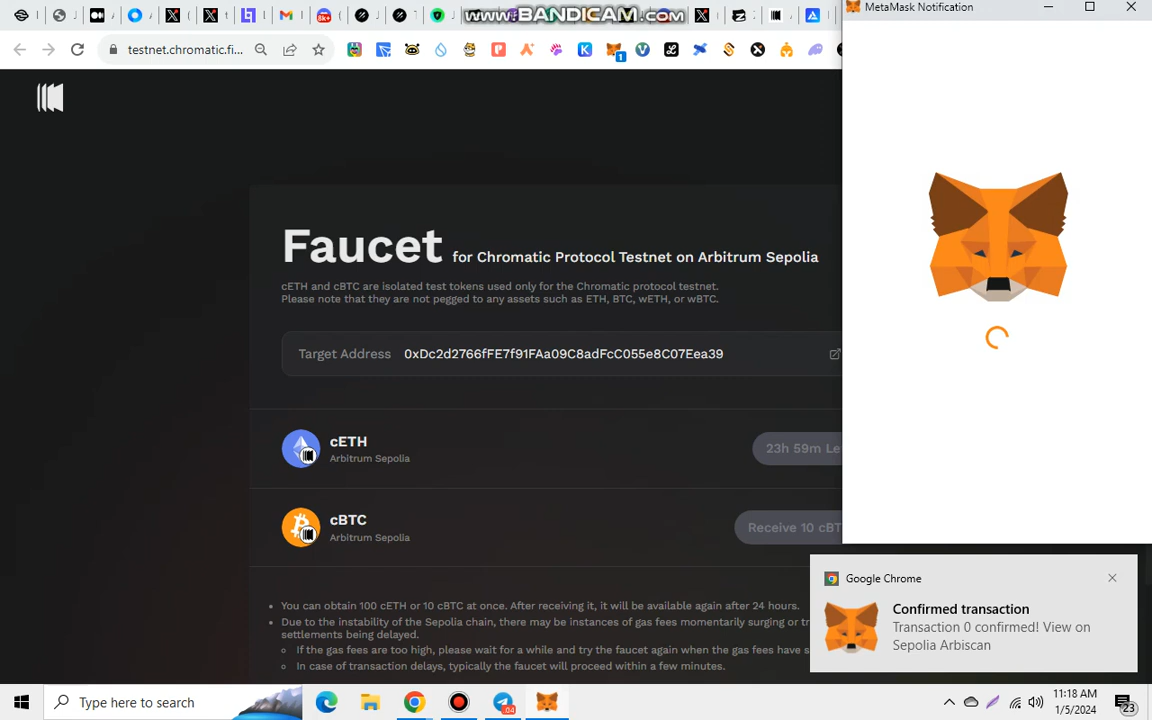 www.BANDICAM.com
MetaMask Notification
testnet.chromatic.fi...
1
Faucet for Chromatic Protocol Testnet on Arbitrum Sepolia
cETH and cBTC are isolated test tokens used only for the Chromatic protocol testnet.
Please note that they are not pegged to any assets such as ETH, BTC, wETH, or wBTC.
Target Address 0xDc2d2766fFE7f91FAa09C8adFcC055e8C07Eea39
cETH
Arbitrum Sepolia
23h 59m Le
cBTC
Arbitrum Sepolia
Receive 10 cBT
You can obtain 100 cETH or 10 cBTC at once. After receiving it, it will be available again after 24 hours.
Due to the instability of the Sepolia chain, there may be instances of gas fees momentarily surging or tr
settlements being delayed.
If the gas fees are too high, please wait for a while and try the faucet again when the gas fees have s
In case of transaction delays, typically the faucet will proceed within a few minutes.
Google Chrome
Confirmed transaction
Transaction 0 confirmed! View on
Sepolia Arbiscan
Type here to search
04
11:18 AM
1/5/2024
23